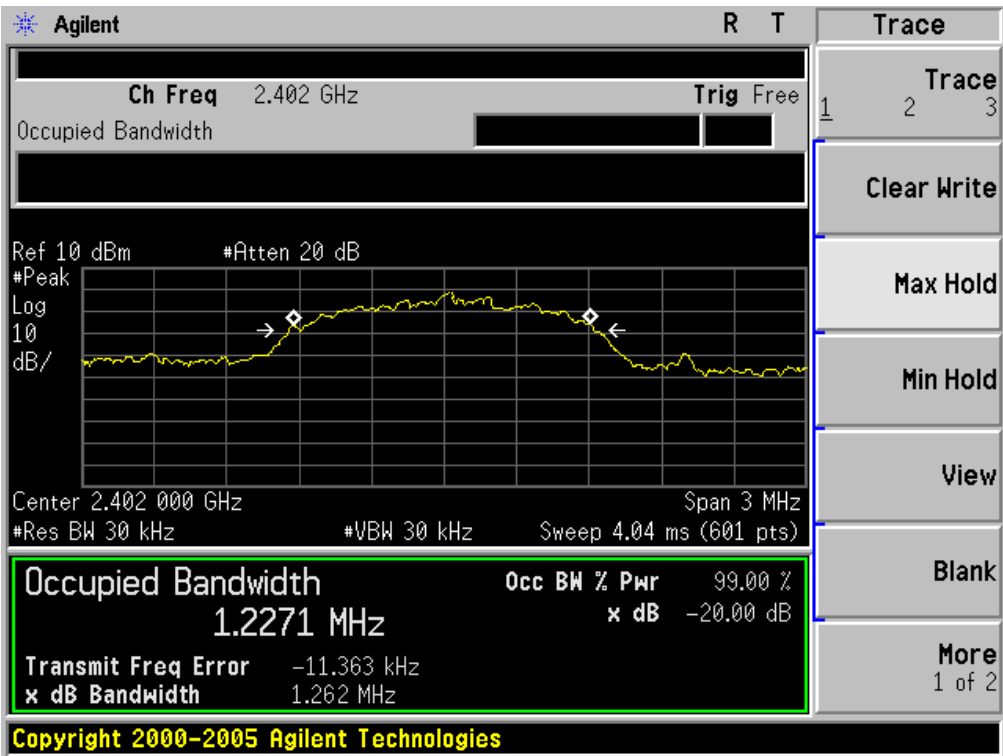 Agilent R T
Ch Freq 2.402 GHz Trig Free
Occupied Bandwidth
Ref 10 dBm #Atten 20 dB
#Peak
Log
10
dB/
Center 2.402 000 GHz Span 3 MHz
#Res BW 30 kHz #VBW 30 kHz Sweep 4.04 ms (601 pts)
Occupied Bandwidth Occ BW % Pwr 99.00 %
1.2271 MHz x dB -20.00 dB
Transmit Freq Error -11.363 kHz
x dB Bandwidth 1.262 MHz
Copyright 2000-2005 Agilent Technologies
Trace
Trace
1 2 3
Clear Write
Max Hold
Min Hold
View
Blank
More
1 of 2